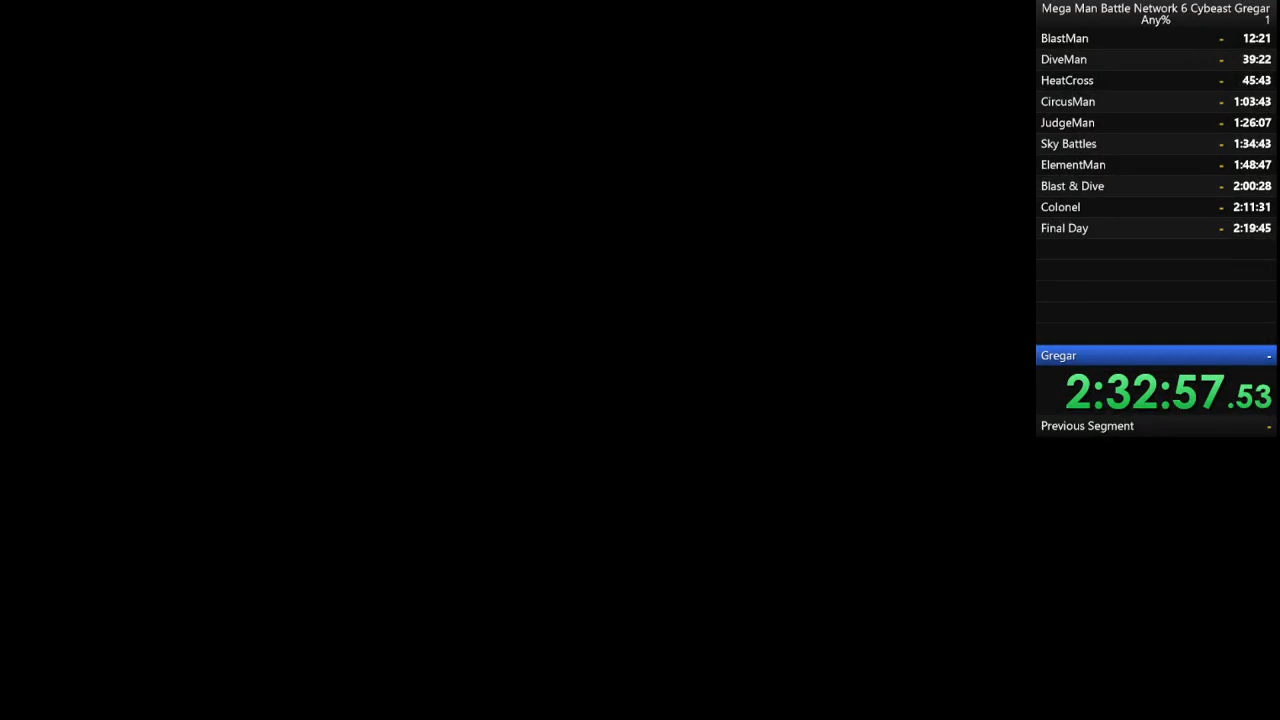 Mega Man Battle Network 6 Cybeast Gregar
Any% 1
BlastMan - 12:21
DiveMan - 39:22
HeatCross - 45:43
CircusMan - 1:03:43
JudgeMan - 1:26:07
Sky Battles - 1:34:43
ElementMan - 1:48:47
Blast & Dive - 2:00:28
Colonel - 2:11:31
Final Day - 2:19:45
Gregar -
2:32:57.53
Previous Segment -